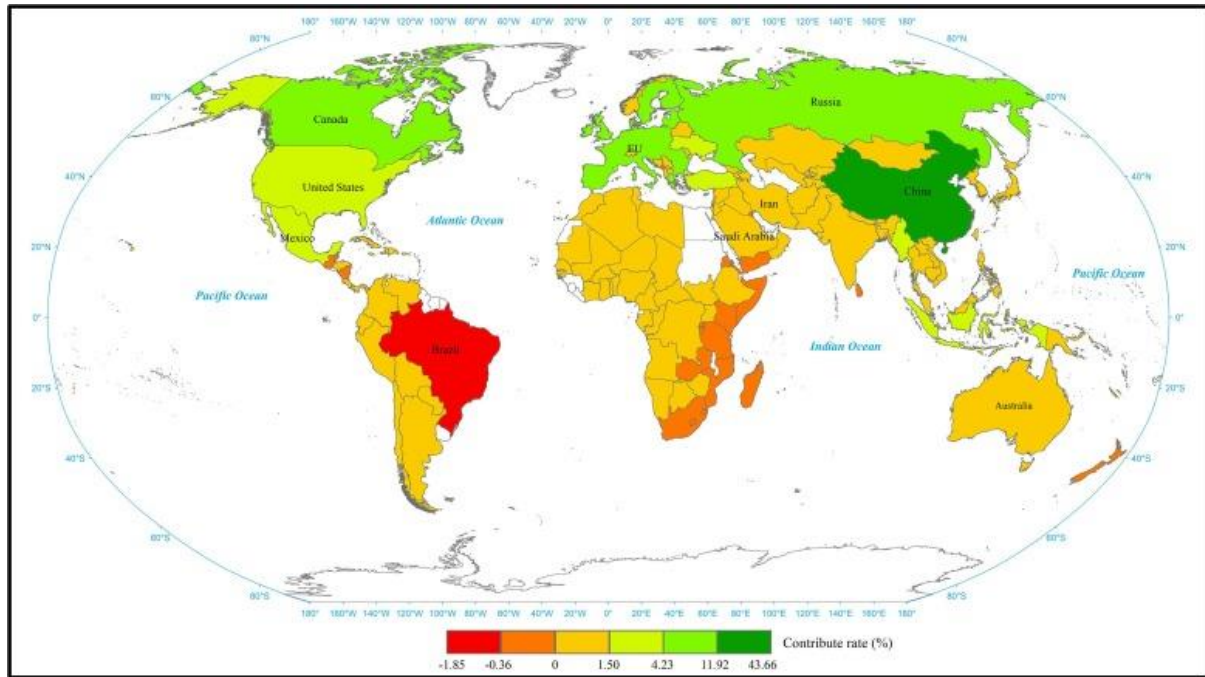 180° 160°W 140°W 120°W 100°W 80°W 60°W 40°W 20°W 0° 20°E 40°E 60°E 80°E 100°E 120°E 140°E 160°E 180°
80°N 80°N
60°N 60°N
Russia
Canada
EU
40°N 40°N
China
United States
Iran
Atlantic Ocean
Mexico
Saudi Arabia
20°N 20°N
Pacific Ocean
Pacific Ocean
0° 0°
Brazil
Indian Ocean
20°S 20°S
Australia
40°S 40°S
60°S 60°S
80°S 80°S
180° 160°W 140°W 120°W 100°W 80°W 60°W 40°W 20°W 0° 20°E 40°E 60°E 80°E 100°E 120°E 140°E 160°E 180°
Contribute rate (%)
-1.85 -0.36 0 1.50 4.23 11.92 43.66